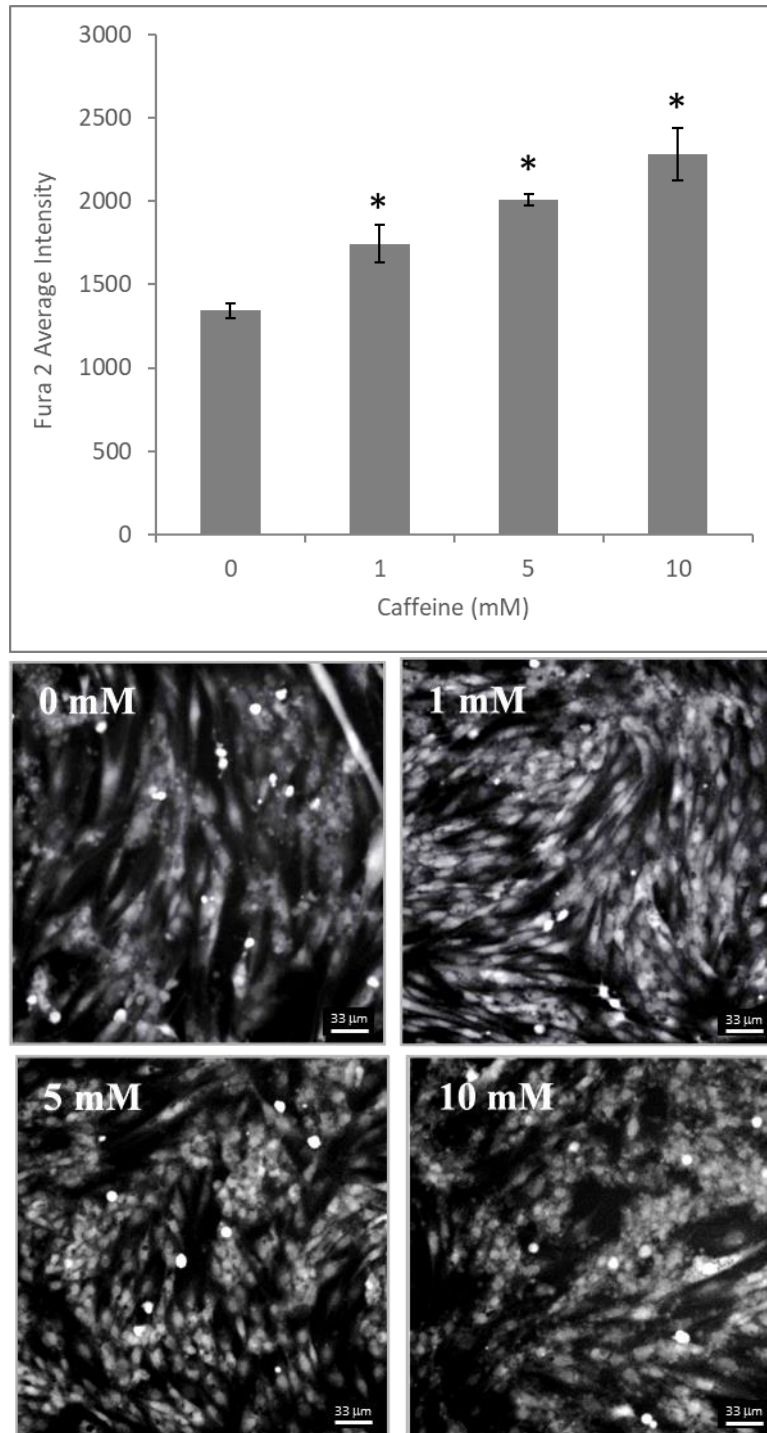 3000
2500
2000
1500
1000
500
0
Fura 2 Average Intensity
*
*
*
0 1 5 10
Caffeine (mM)
0 mM
1 mM
33 μm
33 μm
5 mM
10 mM
33 μm
33 μm